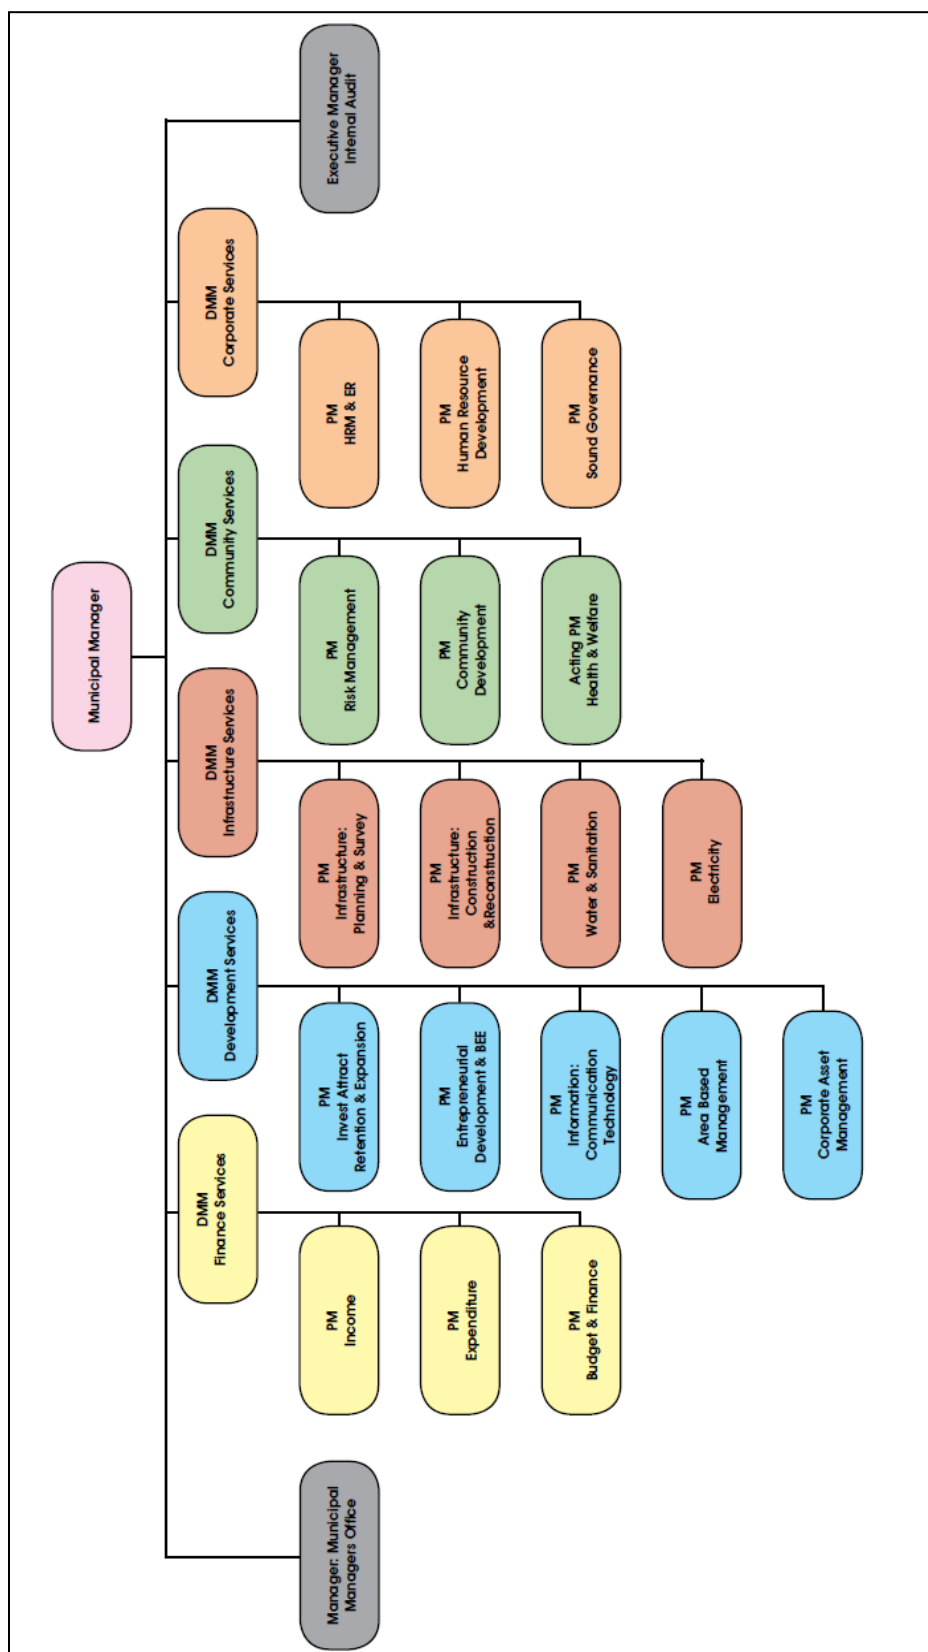 Municipal Manager
Manager: Municipal
Managers Office
DMM
Finance Services
PM
Income
PM
Expenditure
PM
Budget & Finance
DMM
Development Services
PM
Invest Attract
Retention & Expansion
PM
Entrepreneurial
Development & BEE
PM
Information:
Communication
Technology
PM
Area Based
Management
PM
Corporate Asset
Management
DMM
Infrastructure Services
PM
Infrastructure:
Planning & Survey
PM
Infrastructure:
Construction
&Reconstruction
PM
Water & Sanitation
PM
Electricity
DMM
Community Services
PM
Risk Management
PM
Community
Development
Acting PM
Health & Welfare
DMM
Corporate Services
PM
HRM & ER
PM
Human Resource
Development
PM
Sound Governance
Executive Manager
Internal Audit